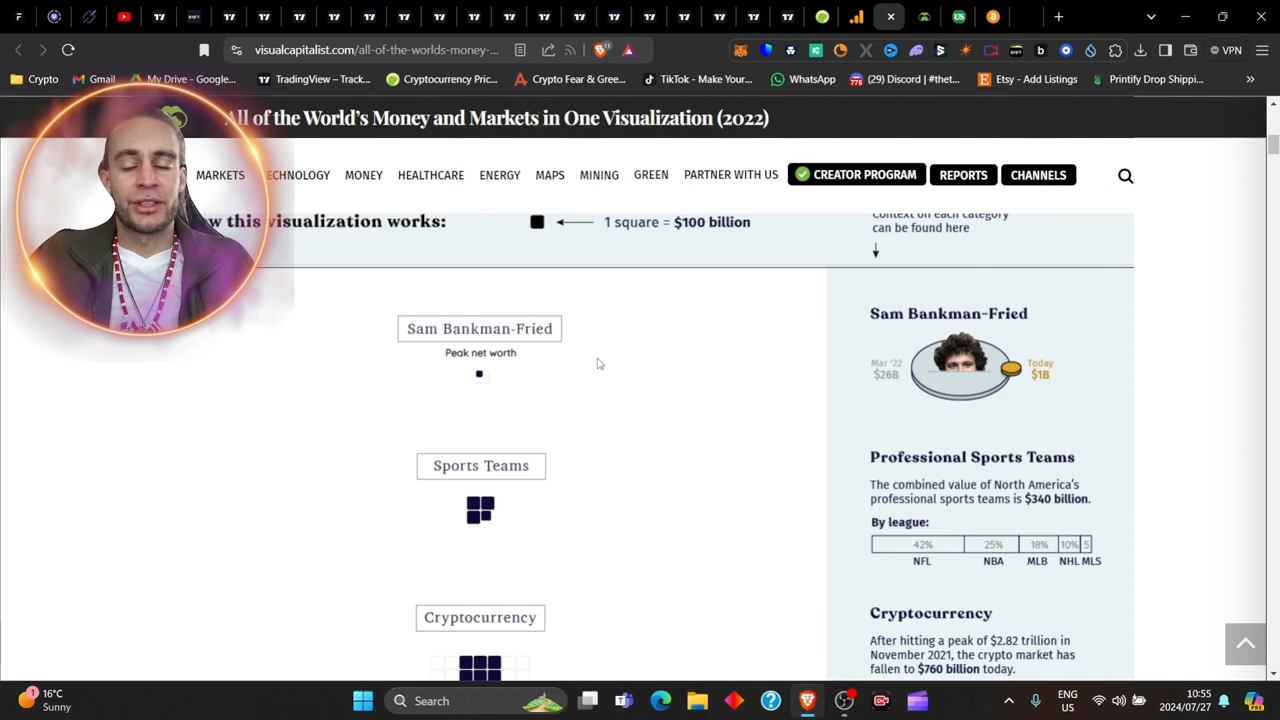 visualcapitalist.com/all-of-the-worlds-money-...
11
VPN
Crypto
Gmail
My Drive - Google...
TradingView – Track...
Cryptocurrency Pric...
Crypto Fear & Gree...
TikTok - Make Your...
WhatsApp
(29) Discord | #thet...
Etsy - Add Listings
Printify Drop Shippi...
All of the World's Money and Markets in One Visualization (2022)
MARKETS
TECHNOLOGY
MONEY
HEALTHCARE
ENERGY
MAPS
MINING
GREEN
PARTNER WITH US
CREATOR PROGRAM
REPORTS
CHANNELS
w this visualization works:
1 square = $100 billion
Context on each category
can be found here
Sam Bankman-Fried
Peak net worth
Sports Teams
Cryptocurrency
Sam Bankman-Fried
Mar '22
$26B
Today
$1B
Professional Sports Teams
The combined value of North America's
professional sports teams is $340 billion.
By league:
42% 25% 18% 10% 5
NFL NBA MLB NHL MLS
Cryptocurrency
After hitting a peak of $2.82 trillion in
November 2021, the crypto market has
fallen to $760 billion today.
1
16°C
Sunny
Search
ENG
US
10:55
2024/07/27